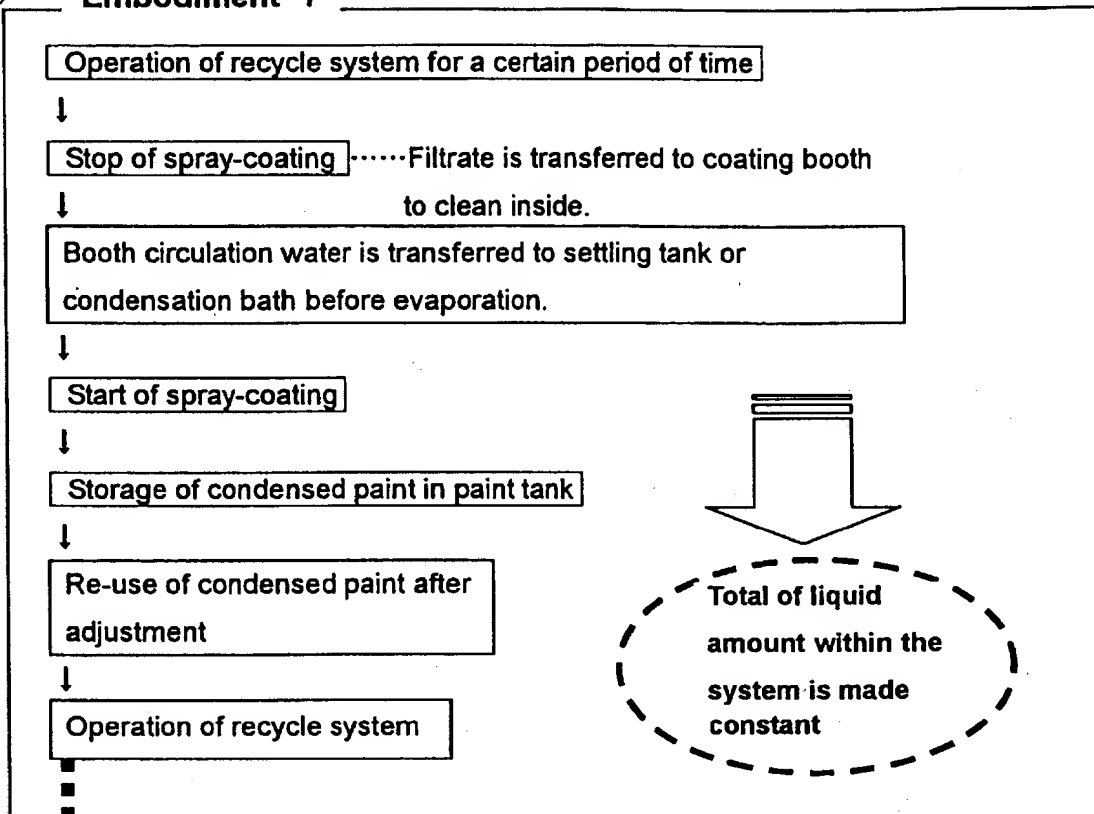 Operation of recycle system for a certain period of time
Stop of spray-coating ······Filtrate is transferred to coating booth
to clean inside.
Booth circulation water is transferred to settling tank or
condensation bath before evaporation.
Start of spray-coating
Storage of condensed paint in paint tank
Re-use of condensed paint after
adjustment
Operation of recycle system
Total of liquid
amount within the
system is made
constant